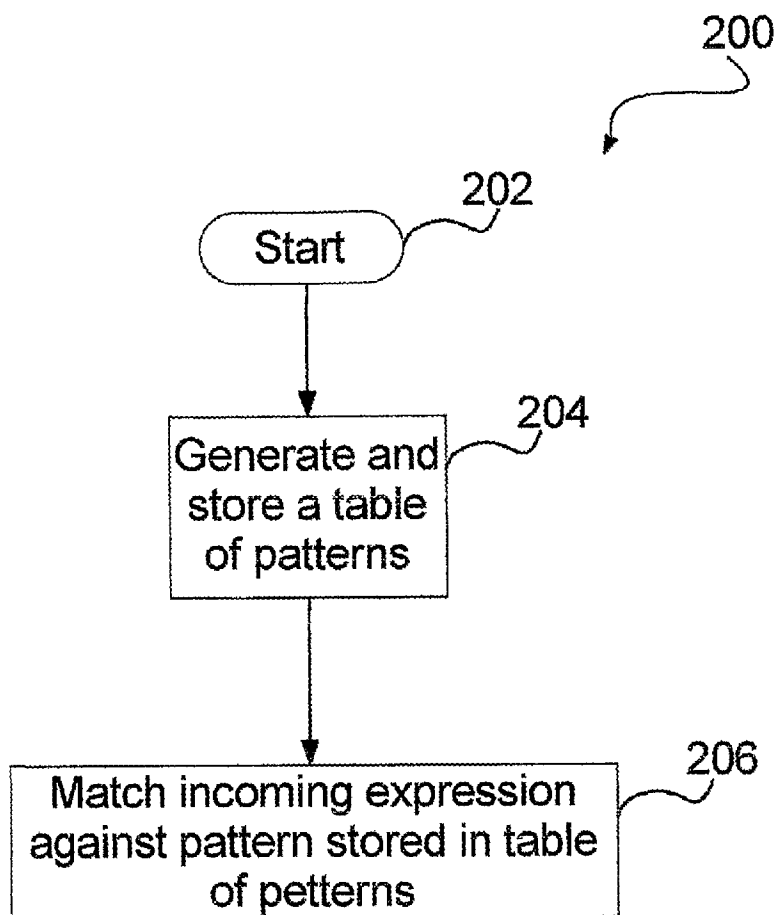 200
202
Start
204
Generate and
store a table
of patterns
206
Match incoming expression
against pattern stored in table
of petterns